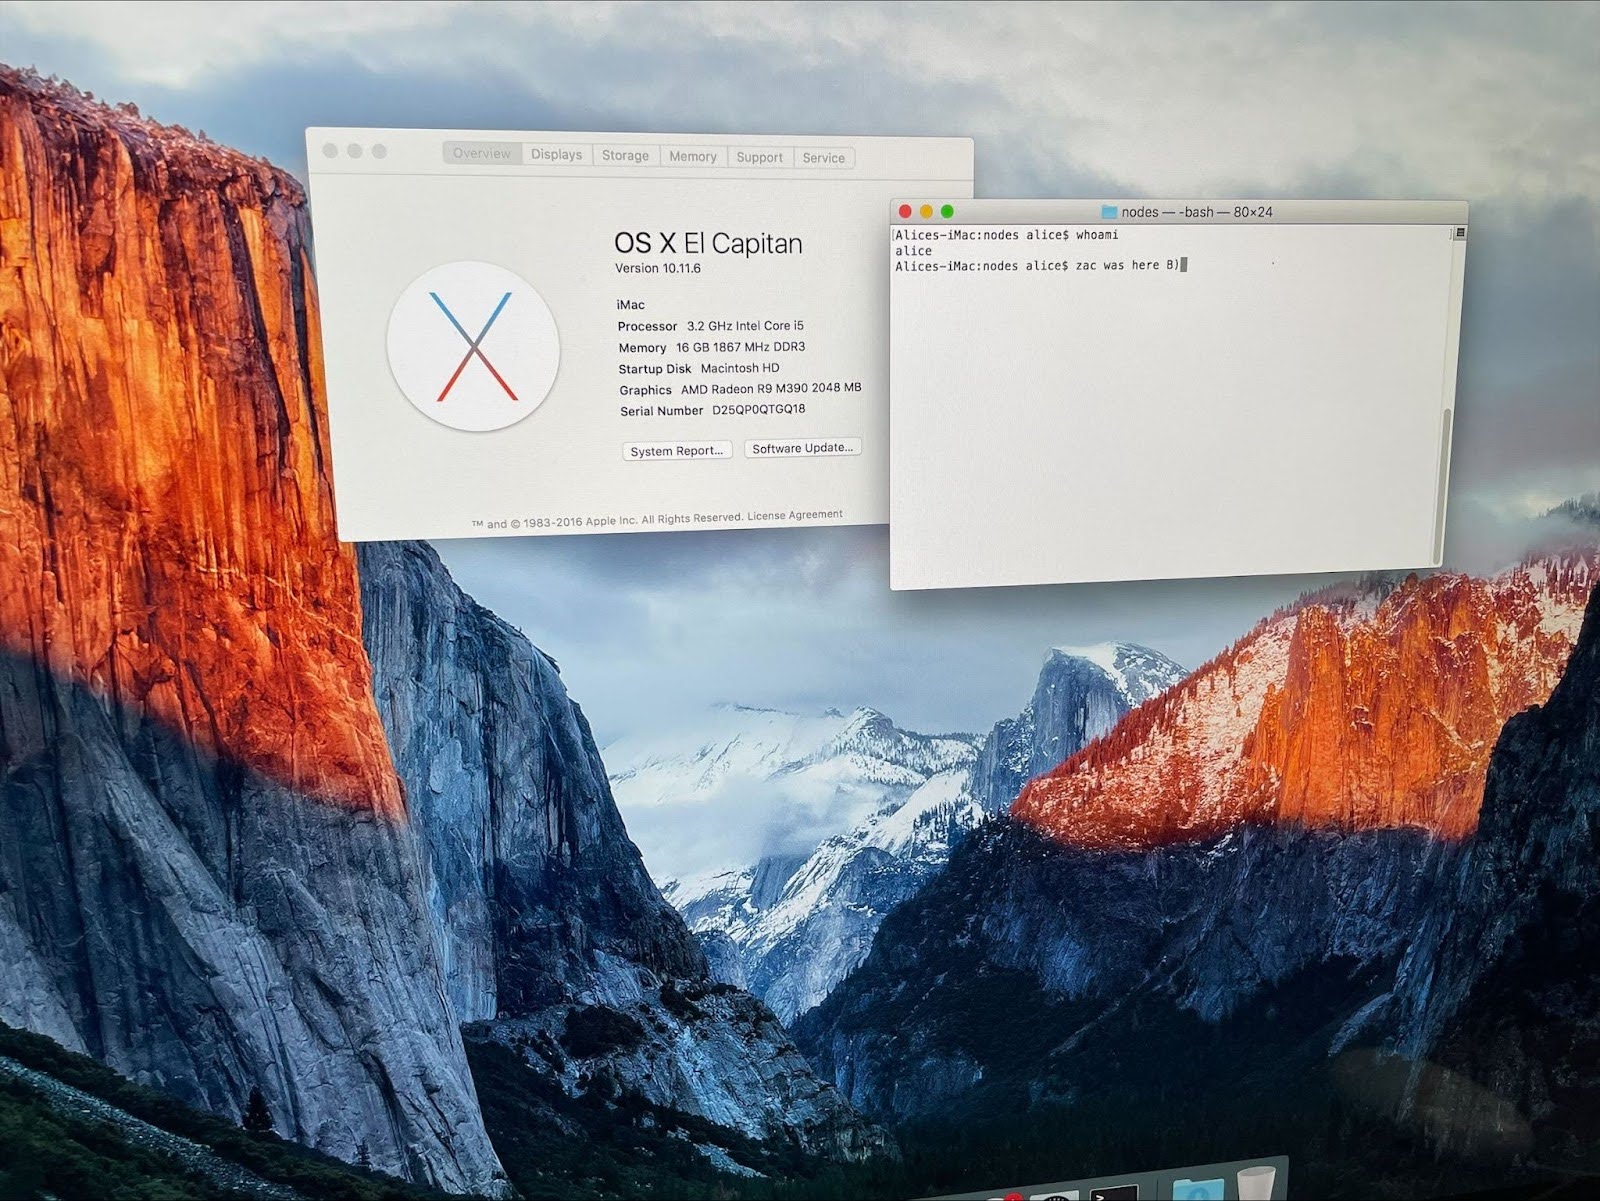 Overview Displays Storage Memory Support Service
OS X El Capitan
Version 10.11.6
iMac
Processor 3.2 GHz Intel Core i5
Memory 16 GB 1867 MHz DDR3
Startup Disk Macintosh HD
Graphics AMD Radeon R9 M390 2048 MB
Serial Number D25QP0QTGQ18
System Report... Software Update...
™ and © 1983-2016 Apple Inc. All Rights Reserved. License Agreement
nodes — -bash — 80×24
[Alices-iMac:nodes alice$ whoami ]
alice
Alices-iMac:nodes alice$ zac was here B)